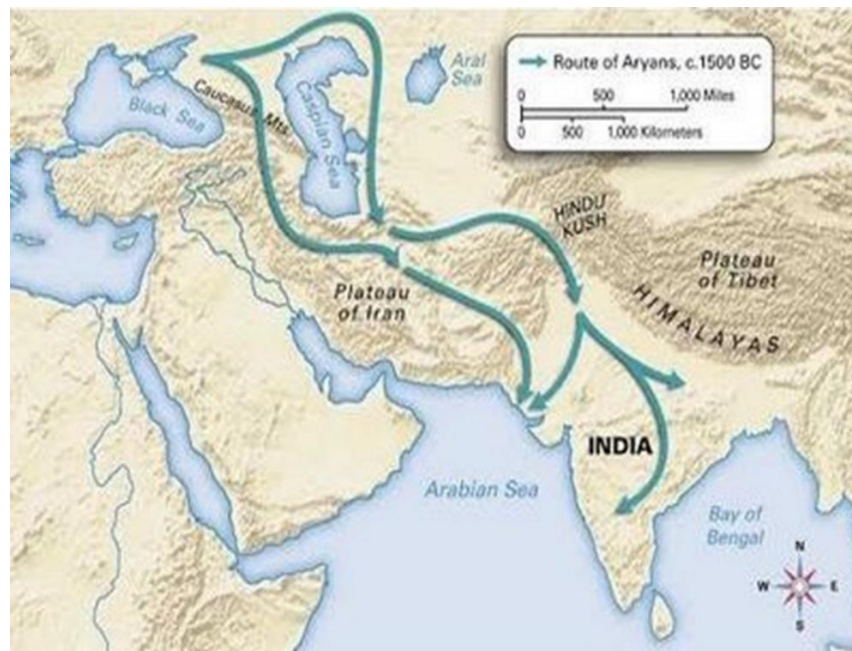 Route of Aryans, c.1500 BC
0 500 1,000 Miles
0 500 1,000 Kilometers
Aral
Sea
Black Sea
Caucasus Mts.
Caspian Sea
HINDU
KUSH
Plateau
of Tibet
HIMALAYAS
Plateau
of Iran
INDIA
Arabian Sea
Bay of
Bengal
N
W E
S